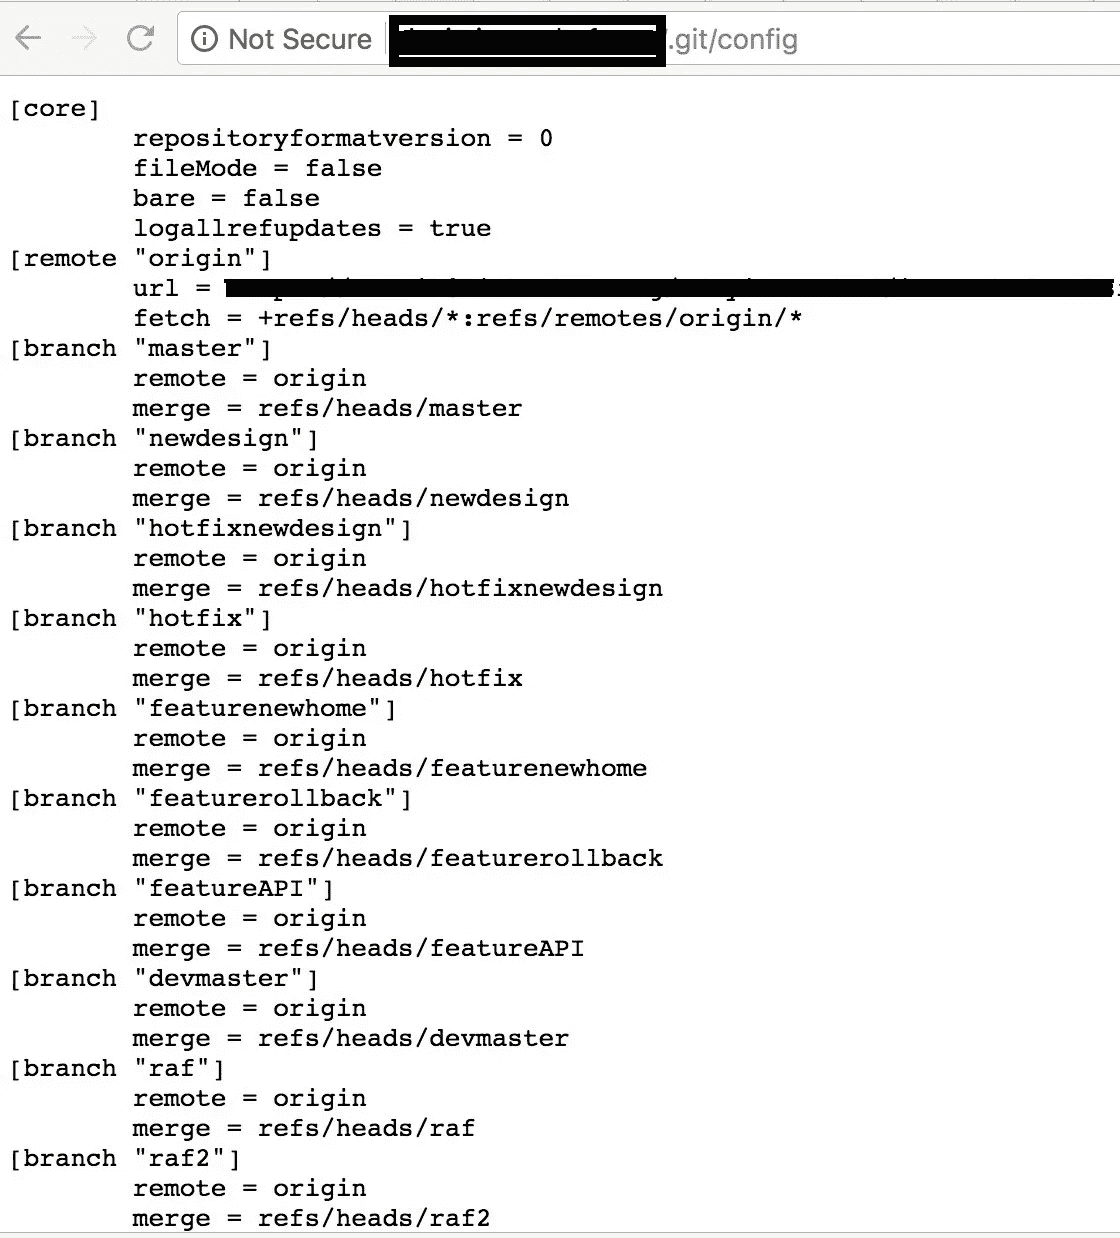 Not Secure .git/config
[core]
repositoryformatversion = 0
fileMode = false
bare = false
logallrefupdates = true
[remote "origin"]
url =
fetch = +refs/heads/*:refs/remotes/origin/*
[branch "master"]
remote = origin
merge = refs/heads/master
[branch "newdesign"]
remote = origin
merge = refs/heads/newdesign
[branch "hotfixnewdesign"]
remote = origin
merge = refs/heads/hotfixnewdesign
[branch "hotfix"]
remote = origin
merge = refs/heads/hotfix
[branch "featurenewhome"]
remote = origin
merge = refs/heads/featurenewhome
[branch "featurerollback"]
remote = origin
merge = refs/heads/featurerollback
[branch "featureAPI"]
remote = origin
merge = refs/heads/featureAPI
[branch "devmaster"]
remote = origin
merge = refs/heads/devmaster
[branch "raf"]
remote = origin
merge = refs/heads/raf
[branch "raf2"]
remote = origin
merge = refs/heads/raf2